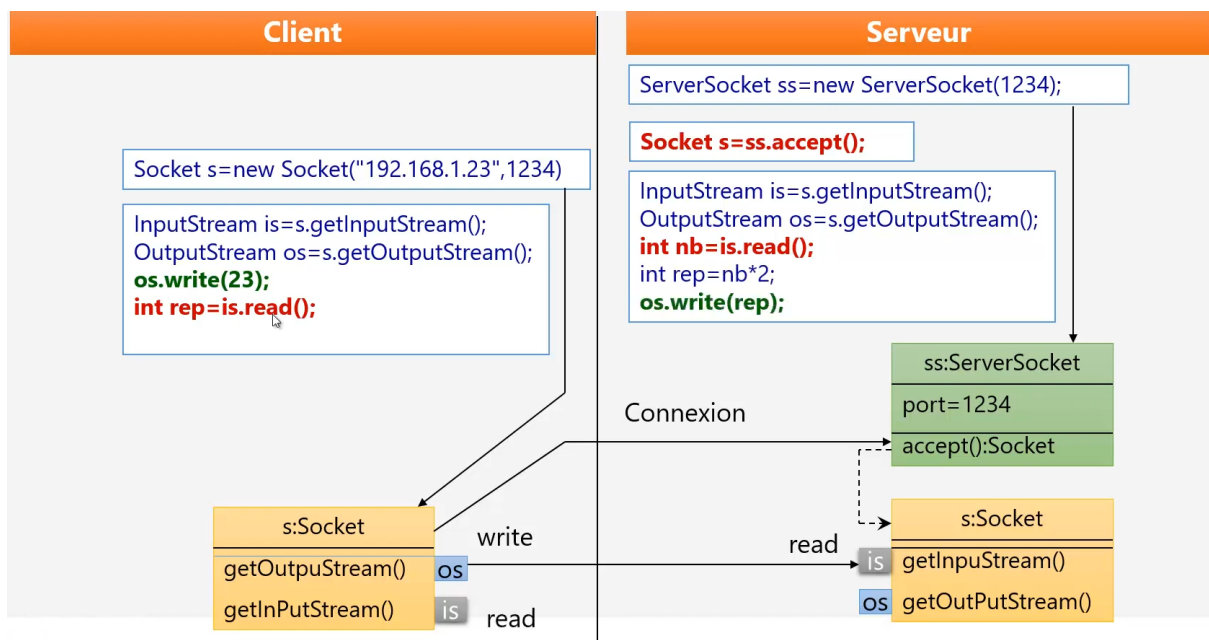 Client
Serveur
ServerSocket ss=new ServerSocket(1234);
Socket s=ss.accept();
Socket s=new Socket("192.168.1.23",1234)
InputStream is=s.getInputStream();
OutputStream os=s.getOutputStream();
os.write(23);
int rep=is.read();
InputStream is=s.getInputStream();
OutputStream os=s.getOutputStream();
int nb=is.read();
int rep=nb*2;
os.write(rep);
ss:ServerSocket
port=1234
accept():Socket
Connexion
s:Socket
getOutpuStream()
os
getInPutStream()
is
write
read
read
s:Socket
is
getInpuStream()
os
getOutPutStream()